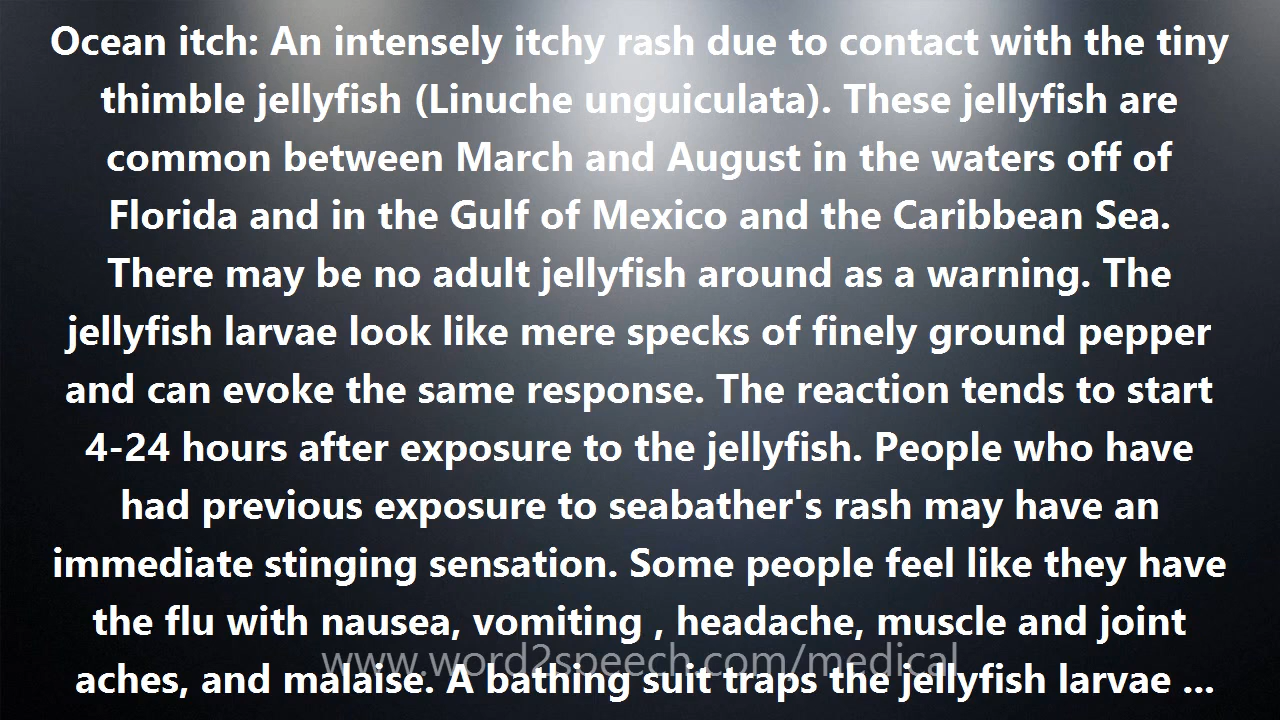 Ocean itch: An intensely itchy rash due to contact with the tiny
thimble jellyfish (Linuche unguiculata). These jellyfish are
common between March and August in the waters off of
Florida and in the Gulf of Mexico and the Caribbean Sea.
There may be no adult jellyfish around as a warning. The
jellyfish larvae look like mere specks of finely ground pepper
and can evoke the same response. The reaction tends to start
4-24 hours after exposure to the jellyfish. People who have
had previous exposure to seabather's rash may have an
immediate stinging sensation. Some people feel like they have
the flu with nausea, vomiting , headache, muscle and joint
www.word2speech.com/medical
aches, and malaise. A bathing suit traps the jellyfish larvae ...